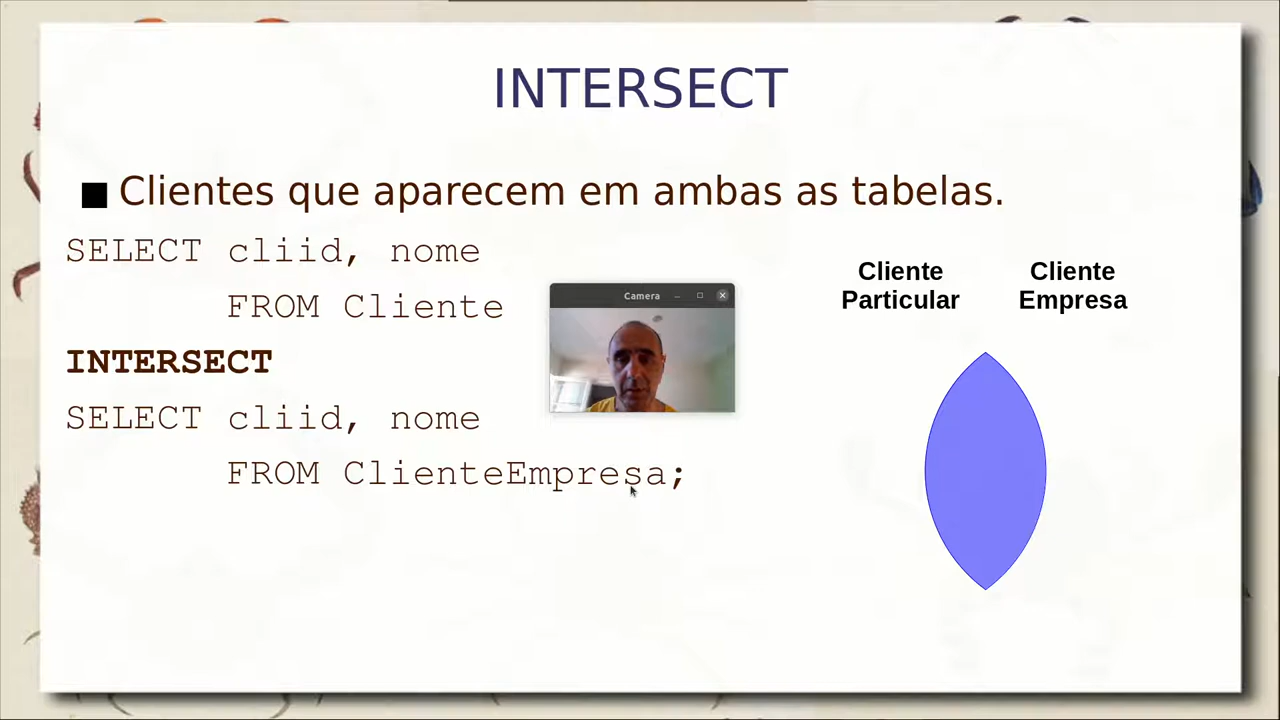 INTERSECT
Clientes que aparecem em ambas as tabelas.
SELECT cliid, nome
FROM Cliente
INTERSECT
SELECT cliid, nome
FROM ClienteEmpresa;
Camera
Cliente
Particular
Cliente
Empresa